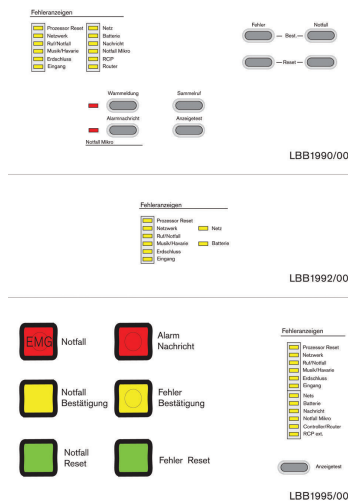 Fehleranzeigen
Prozessor Reset
Netzwerk
Ruf/Notfall
Musik/Havarie
Erdschluss
Eingang
Netz
Batterie
Nachricht
Notfall Mikro
RCP
Router
Fehler
Notfall
Best.
Reset
Warnmeldung
Sammelruf
Alarmnachricht
Anzeigetest
Notfall Mikro
LBB1990/00
Fehleranzeigen
Prozessor Reset
Netzwerk
Ruf/Notfall
Musik/Havarie
Erdschluss
Eingang
Netz
Batterie
LBB1992/00
EMG
Notfall
Alarm
Nachricht
Notfall
Bestätigung
Fehler
Bestätigung
Notfall
Reset
Fehler Reset
Fehleranzeigen
Prozessor Reset
Netzwerk
Ruf/Notfall
Musik/Havarie
Erdschluss
Eingang
Netz
Batterie
Nachricht
Notfall Mikro
Controller/Router
RCP ext.
Anzeigetest
LBB1995/00